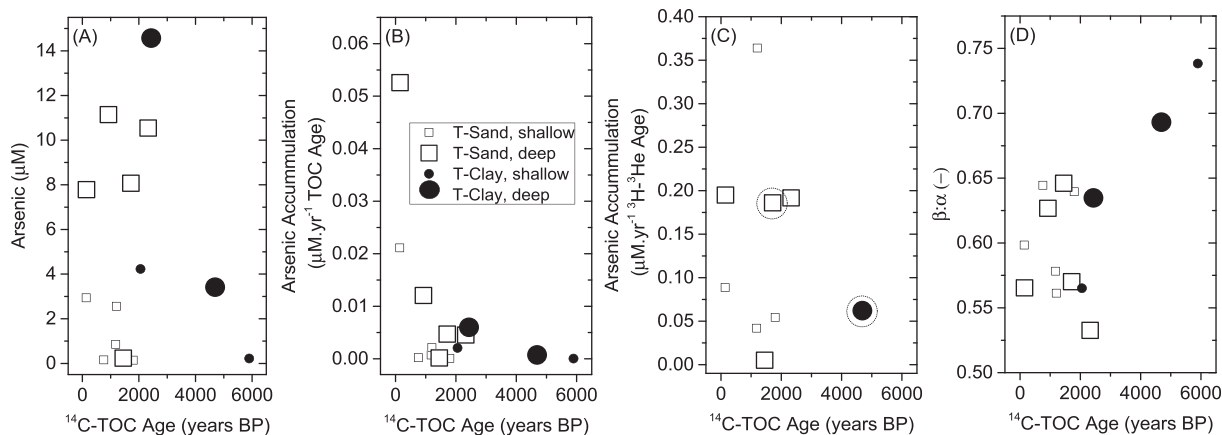 (A)
Arsenic (μM)
14
12
10
8
6
4
2
0
0 2000 4000 6000
¹⁴C-TOC Age (years BP)
(B)
Arsenic Accummulation
(μM.yr⁻¹ TOC Age)
0.06
0.05
0.04
0.03
0.02
0.01
0.00
T-Sand, shallow
T-Sand, deep
T-Clay, shallow
T-Clay, deep
0 2000 4000 6000
¹⁴C-TOC Age (years BP)
(C)
Arsenic Accummulation
(μM.yr⁻¹ ³H-³He Age)
0.40
0.35
0.30
0.25
0.20
0.15
0.10
0.05
0.00
0 2000 4000 6000
¹⁴C-TOC Age (years BP)
(D)
β:α (−)
0.75
0.70
0.65
0.60
0.55
0.50
0 2000 4000 6000
¹⁴C-TOC Age (years BP)